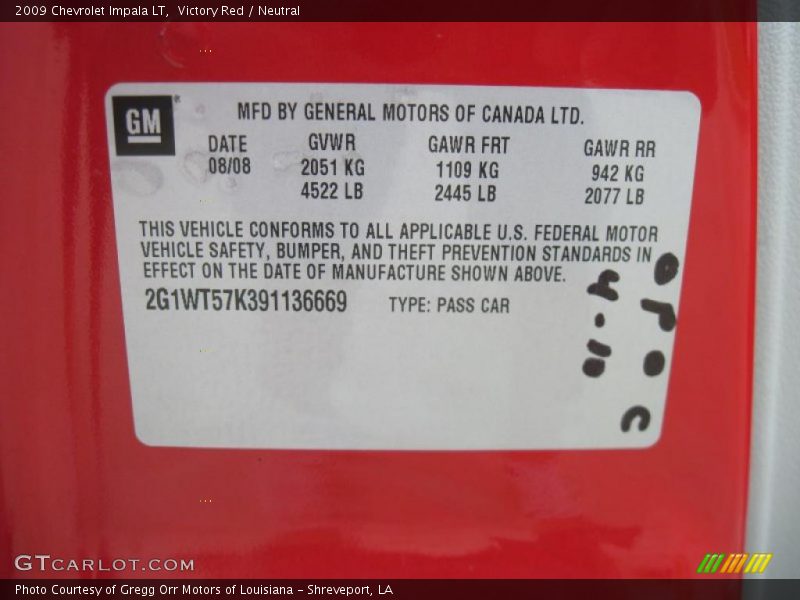 2009 Chevrolet Impala LT,  Victory Red / Neutral
GM
MFD BY GENERAL MOTORS OF CANADA LTD.
DATE GVWR GAWR FRT GAWR RR
08/08 2051 KG 1109 KG 942 KG
4522 LB 2445 LB 2077 LB
THIS VEHICLE CONFORMS TO ALL APPLICABLE U.S. FEDERAL MOTOR
VEHICLE SAFETY, BUMPER, AND THEFT PREVENTION STANDARDS IN
EFFECT ON THE DATE OF MANUFACTURE SHOWN ABOVE.
2G1WT57K391136669 TYPE: PASS CAR
GTCARLOT.COM
Photo Courtesy of Gregg Orr Motors of Louisiana - Shreveport, LA